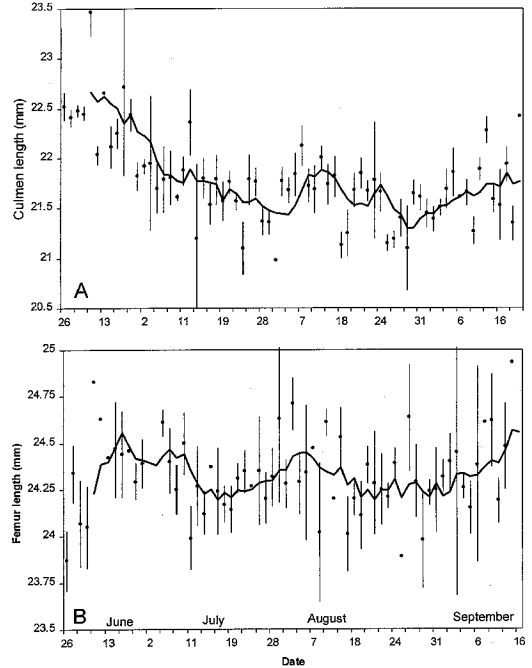 23.5
23
22.5
22
21.5
21
20.5
Culmen length (mm)
A
26 13 2 11 19 28 7 18 24 31 6 16
25
24.75
24.5
24.25
24
23.75
23.5
Femur length (mm)
B
June July August September
26 13 2 11 19 28 7 18 24 31 6 16
Date